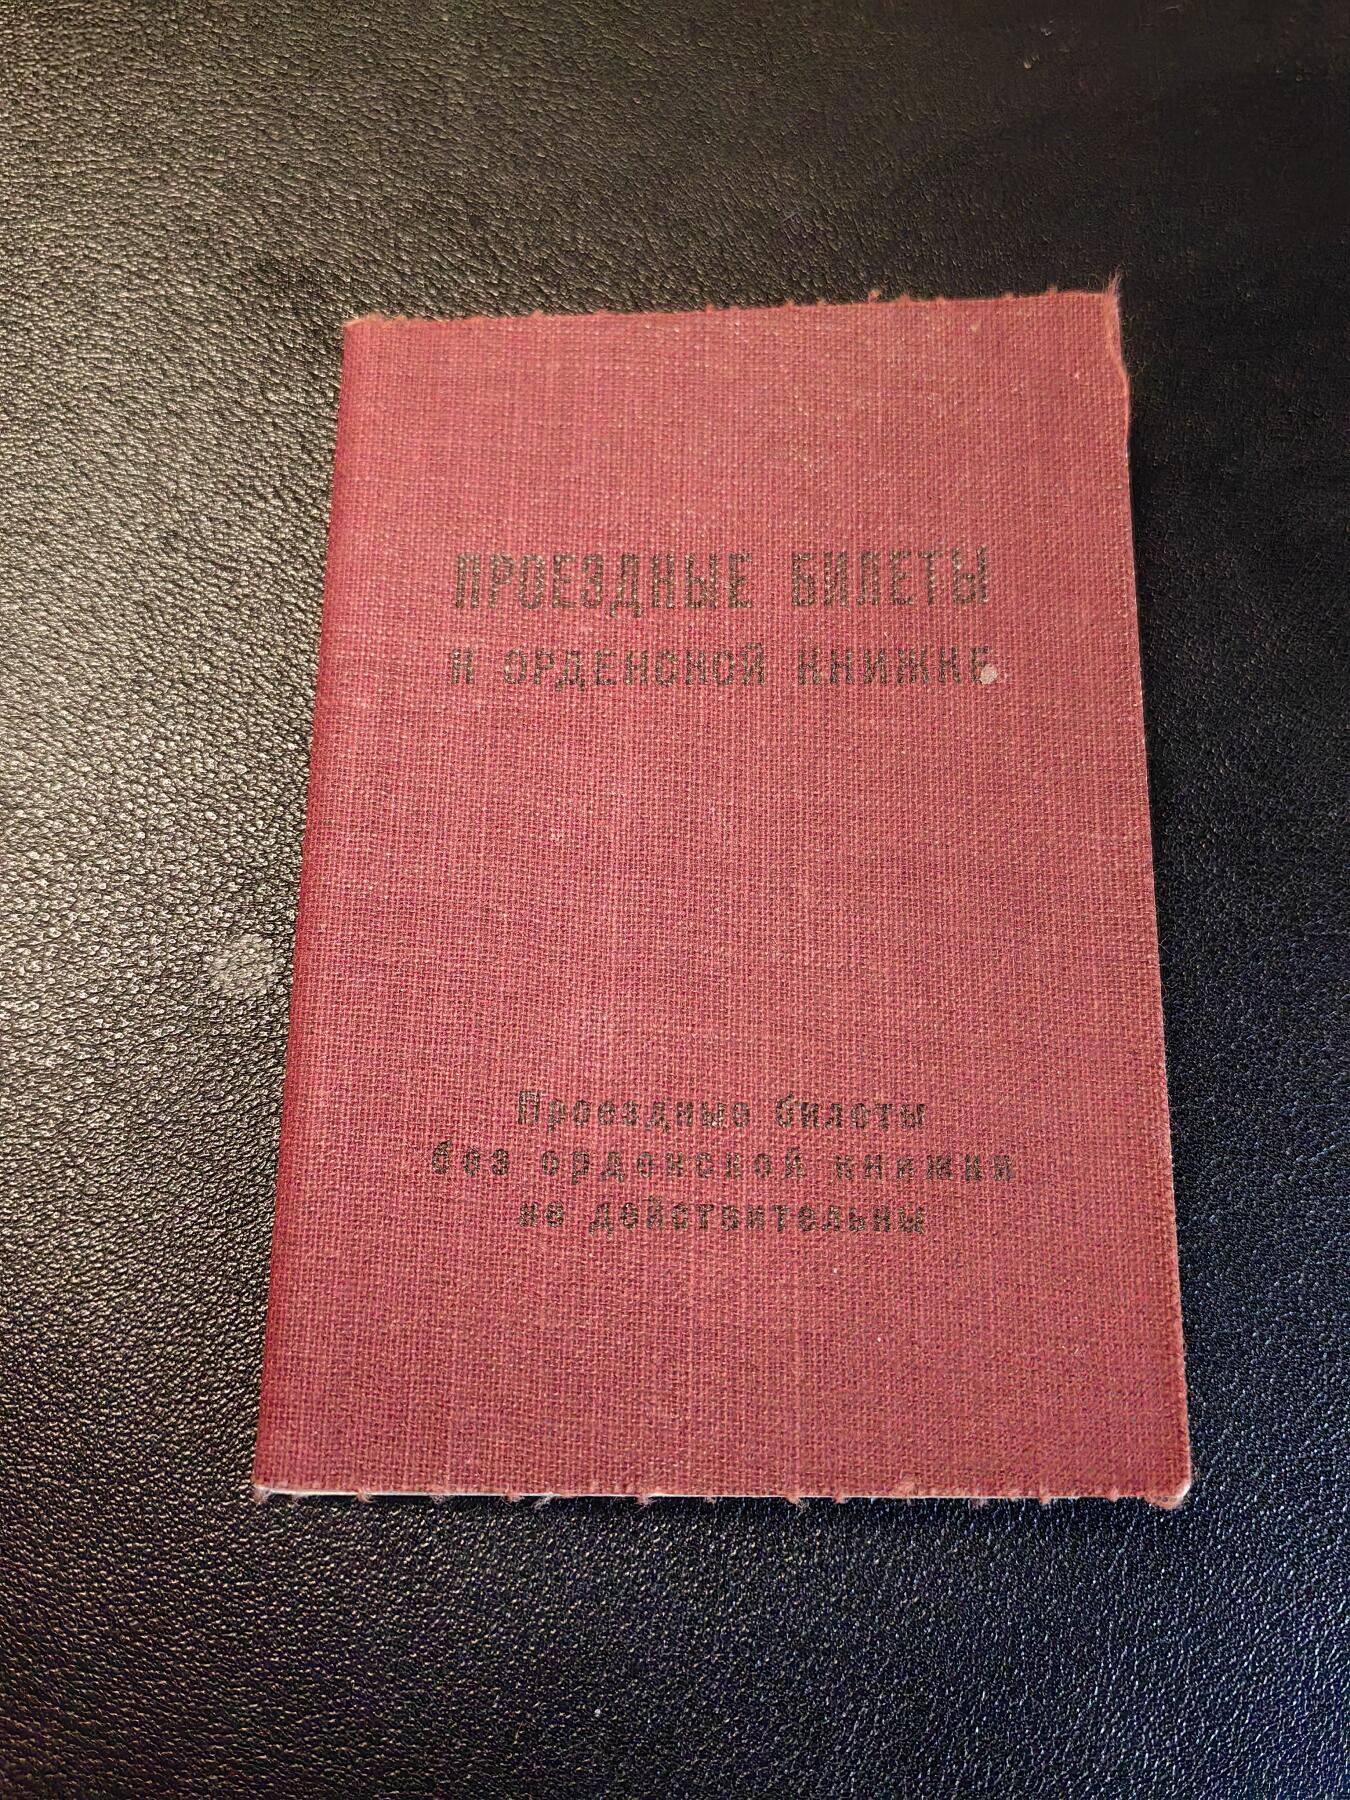 ПРОЕЗДНЫЕ БИЛЕТЫ
К ОРДЕНСКОЙ КНИЖКЕ
Проездные билеты
без орденской книжки
не действительны